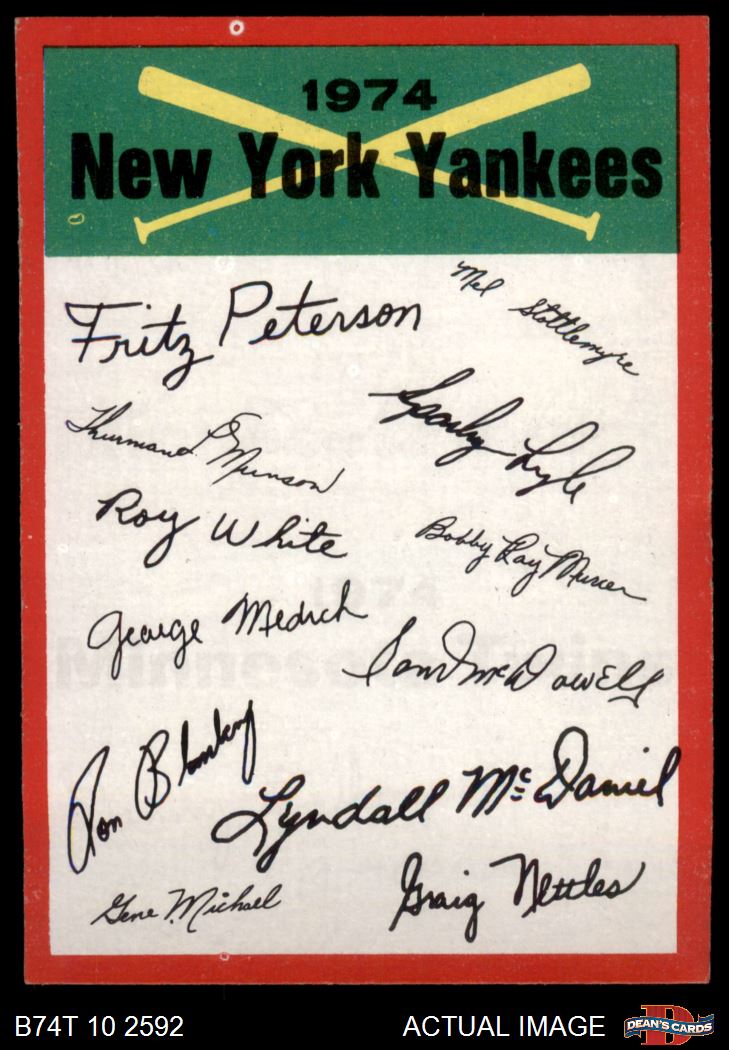 1974
New York Yankees
Fritz Peterson
Mel Stottlemyre
Thurman L Munson
Sparky Lyle
Roy White
Bobby Ray Murcer
George Medich
Sam McDowell
Ron Blomberg
Lyndall McDaniel
Gene Michael
Graig Nettles
B74T 10 2592
ACTUAL IMAGE
DEAN'S CARDS